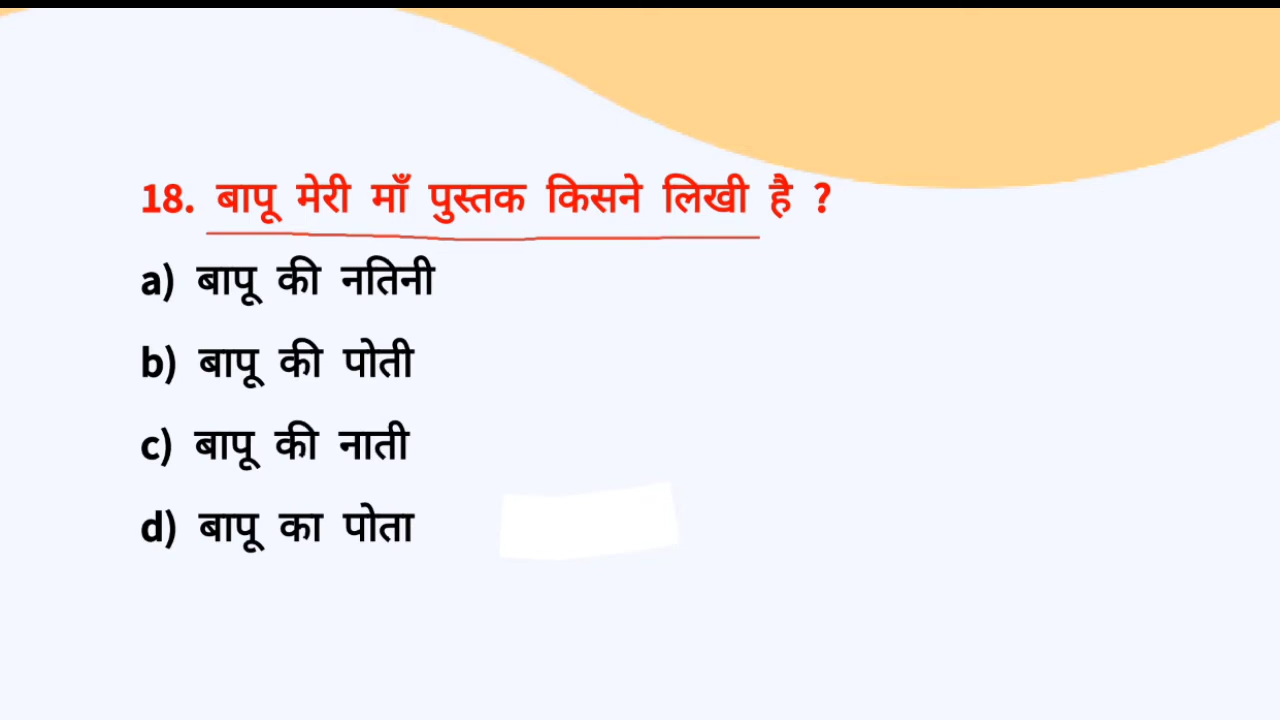 18. बापू मेरी माँ पुस्तक किसने लिखी है ?
a) बापू की नतिनी
b) बापू की पोती
c) बापू की नाती
d) बापू का पोता